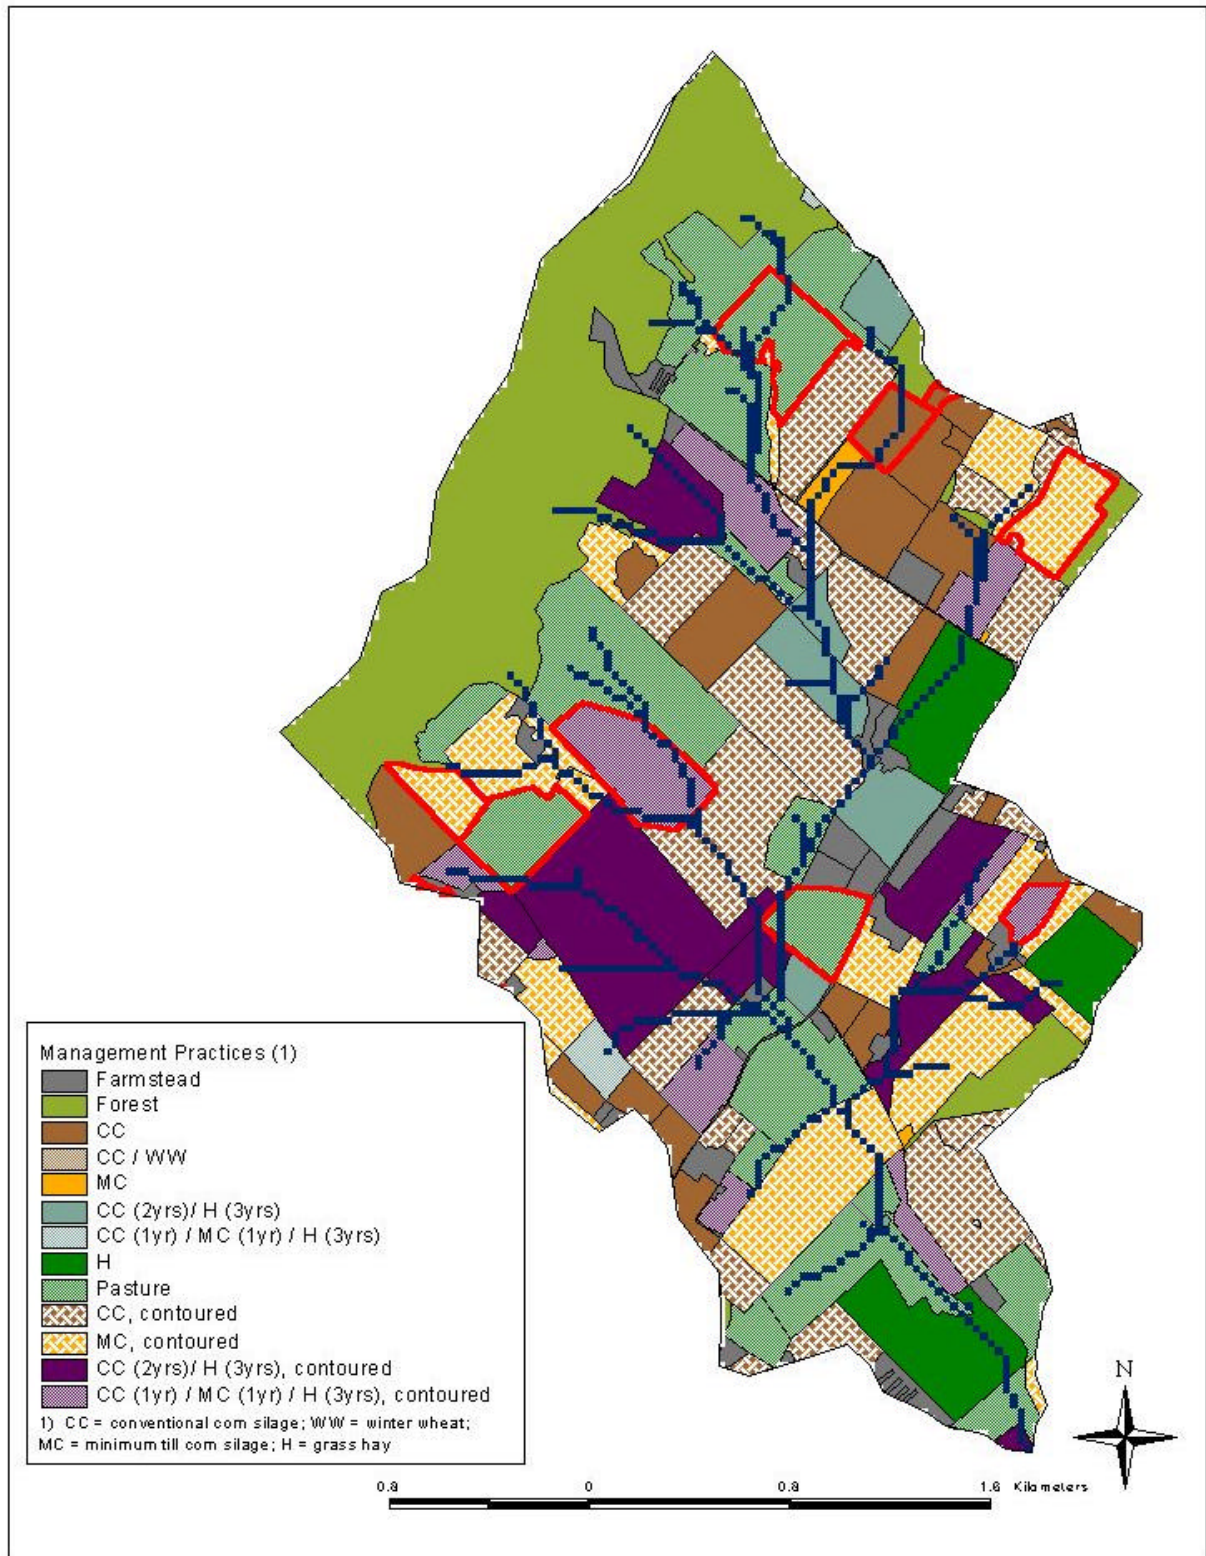 Management Practices (1)
Farmstead
Forest
CC
CC / WW
MC
CC (2yrs)/ H (3yrs)
CC (1yr) / MC (1yr) / H (3yrs)
H
Pasture
CC, contoured
MC, contoured
CC (2yrs)/ H (3yrs), contoured
CC (1yr) / MC (1yr) / H (3yrs), contoured
1) CC = conventional corn silage; WW = winter wheat;
MC = minimum till corn silage; H = grass hay
N
0.8 0 0.8 1.6 Kilometers